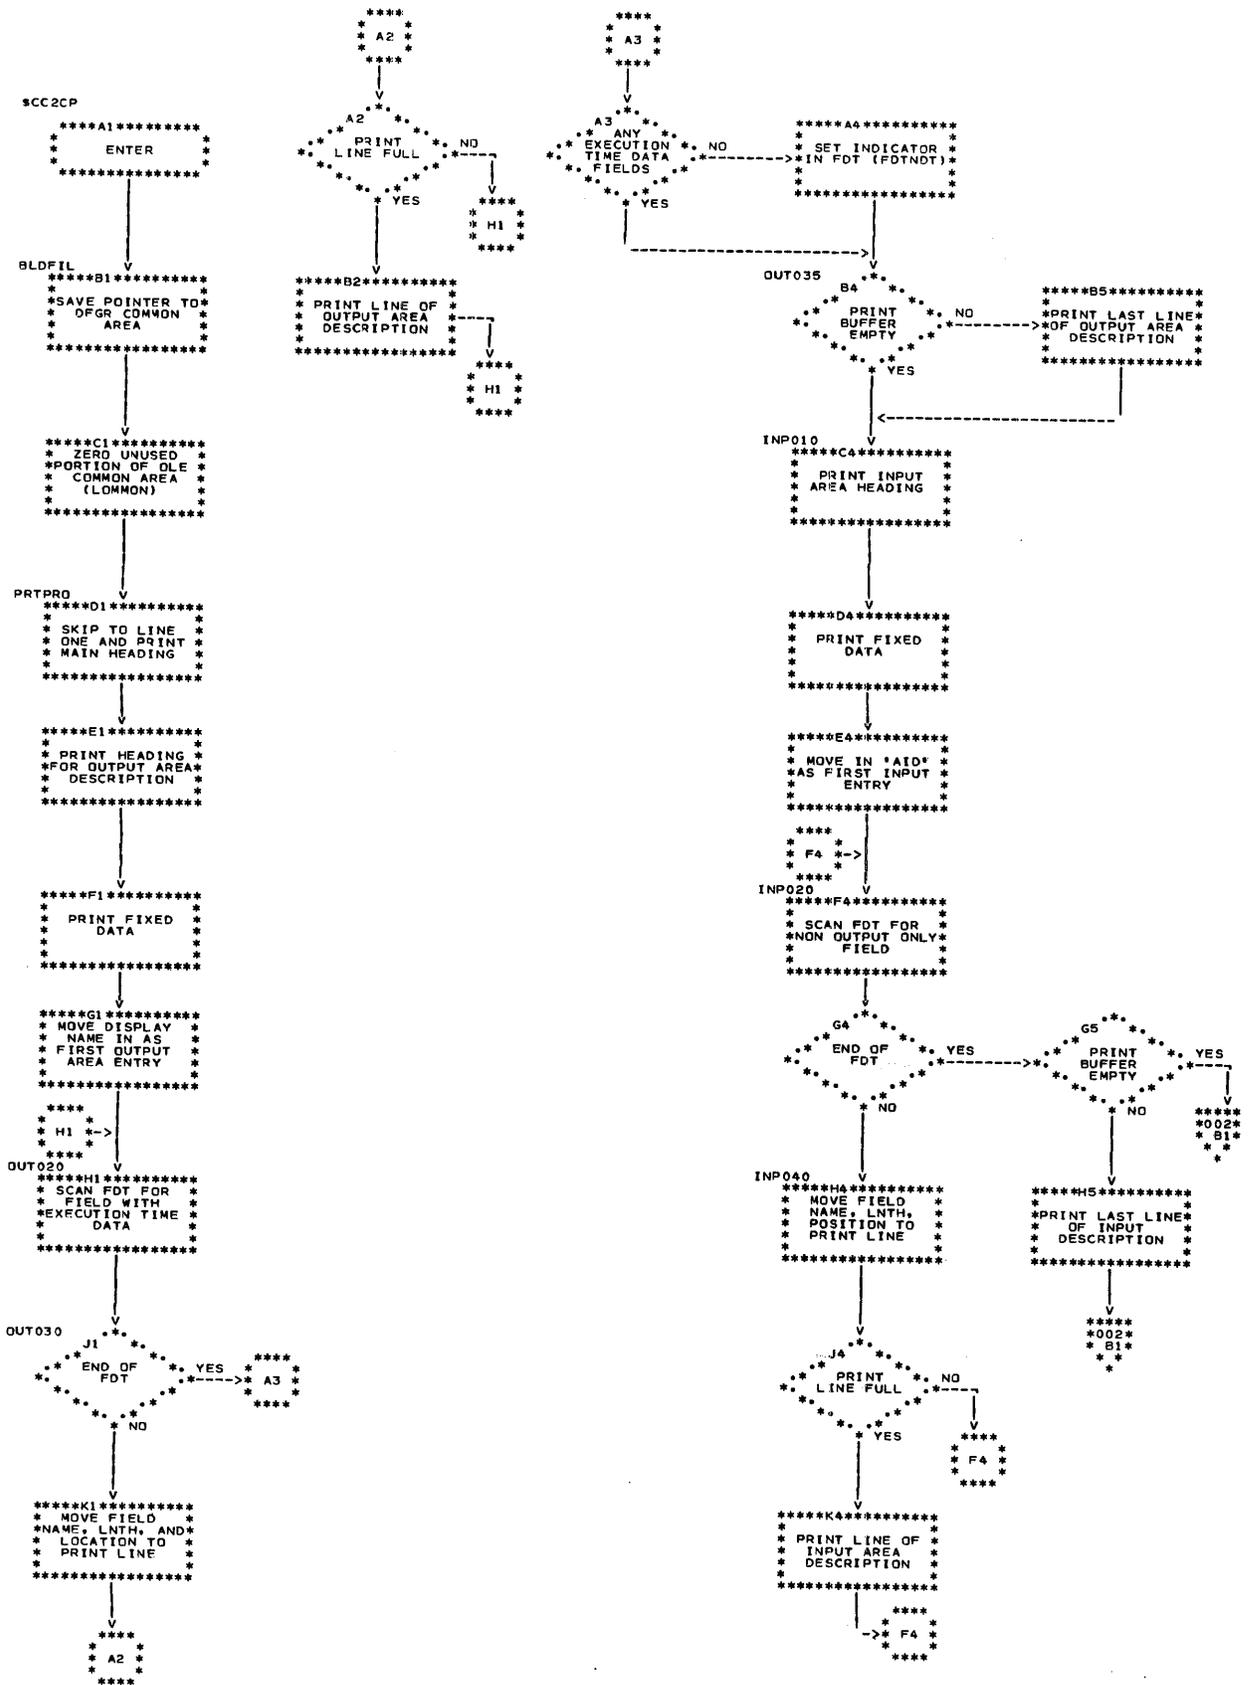 $CC2CP
A1
ENTER
BLDFIL
B1
SAVE POINTER TO
DFGR COMMON
AREA
C1
ZERO UNUSED
PORTION OF OLE
COMMON AREA
(LOMMON)
PRTPRO
D1
SKIP TO LINE
ONE AND PRINT
MAIN HEADING
E1
PRINT HEADING
FOR OUTPUT AREA
DESCRIPTION
F1
PRINT FIXED
DATA
G1
MOVE DISPLAY
NAME IN AS
FIRST OUTPUT
AREA ENTRY
H1
OUT020
H1
SCAN FDT FOR
FIELD WITH
EXECUTION TIME
DATA
OUT030
J1
END OF
FDT
YES
A3
NO
K1
MOVE FIELD
NAME, LNTH, AND
LOCATION TO
PRINT LINE
A2
A2
A2
PRINT
LINE FULL
NO
H1
YES
B2
PRINT LINE OF
OUTPUT AREA
DESCRIPTION
H1
A3
A3
ANY
EXECUTION
TIME DATA
FIELDS
NO
YES
A4
SET INDICATOR
IN FDT (FDTNDT)
OUT035
B4
PRINT
BUFFER
EMPTY
NO
YES
B5
PRINT LAST LINE
OF OUTPUT AREA
DESCRIPTION
INP010
C4
PRINT INPUT
AREA HEADING
D4
PRINT FIXED
DATA
E4
MOVE IN 'AID'
AS FIRST INPUT
ENTRY
F4
INP020
F4
SCAN FDT FOR
NON OUTPUT ONLY
FIELD
G4
END OF
FDT
YES
NO
G5
PRINT
BUFFER
EMPTY
YES
002
B1
NO
H5
PRINT LAST LINE
OF INPUT
DESCRIPTION
002
B1
INP040
H4
MOVE FIELD
NAME, LNTH,
POSITION TO
PRINT LINE
J4
PRINT
LINE FULL
NO
F4
YES
K4
PRINT LINE OF
INPUT AREA
DESCRIPTION
F4